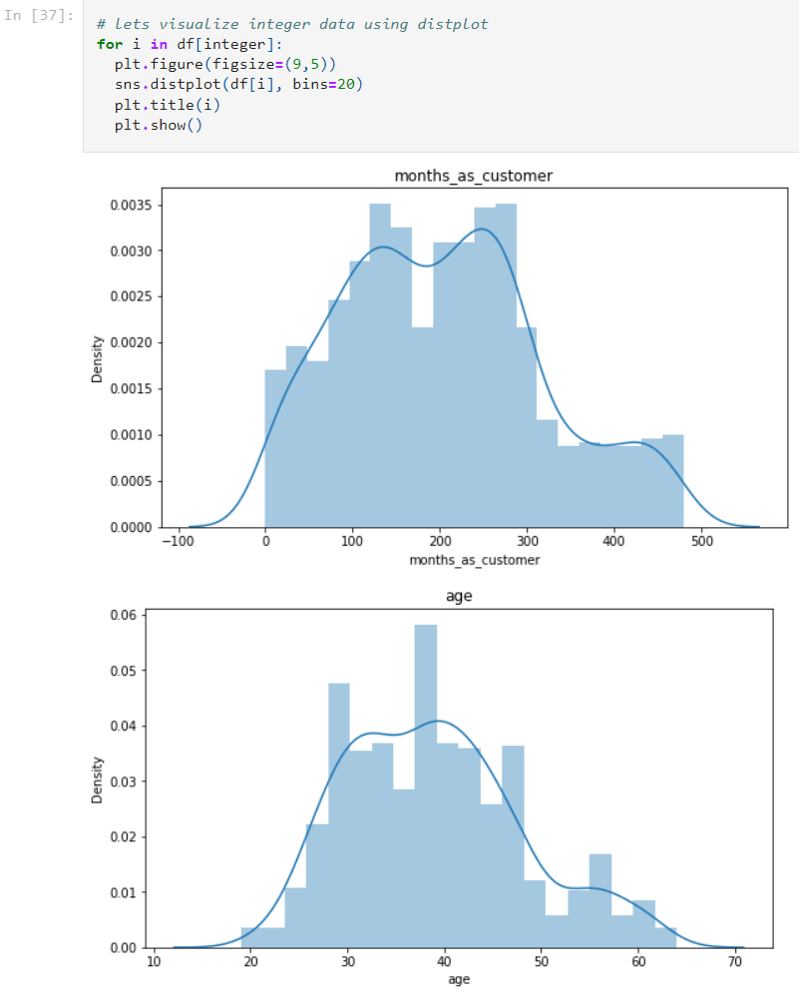 In [37]:
# Lets visualize integer data using distplot
for i in df[integer]:
  plt.figure(figsize=(9,5))
  sns.distplot(df[i], bins=20)
  plt.title(i)
  plt.show()
months_as_customer
0.0035
0.0030
0.0025
0.0020
0.0015
0.0010
0.0005
0.0000
Density
−100 0 100 200 300 400 500
months_as_customer
age
0.06
0.05
0.04
0.03
0.02
0.01
0.00
Density
10 20 30 40 50 60 70
age